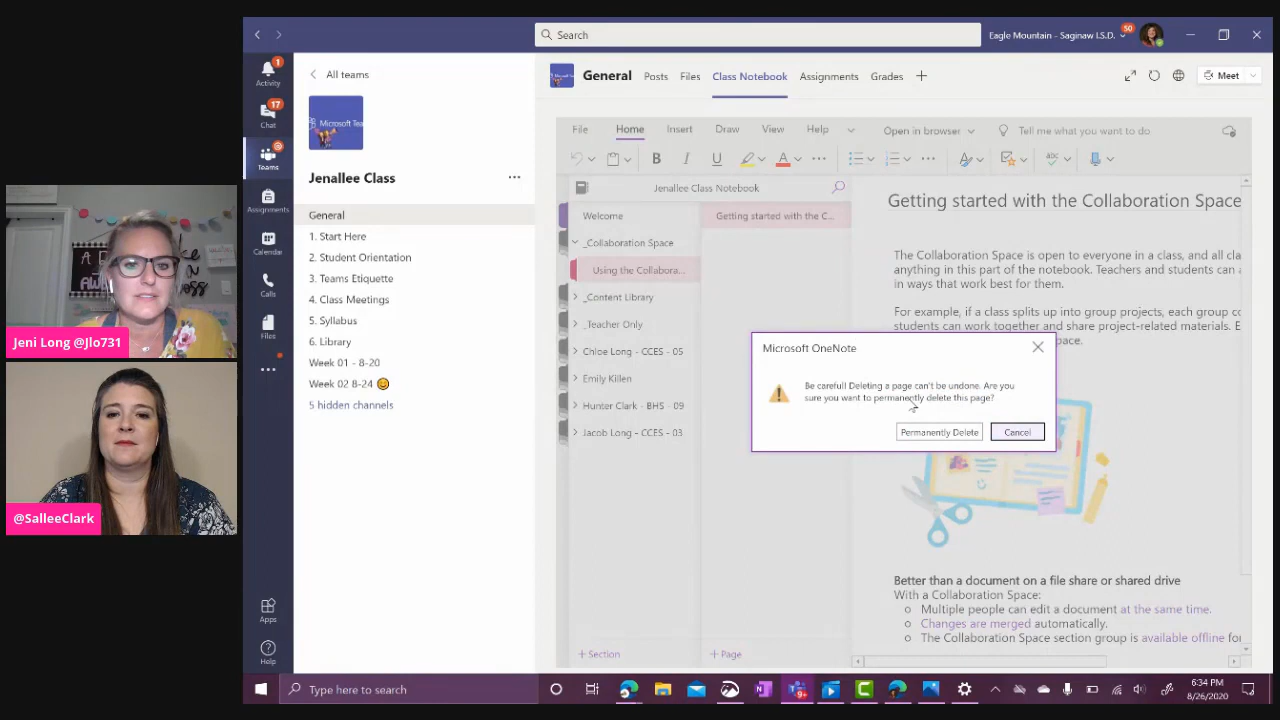 Search
Eagle Mountain - Saginaw I.S.D.
50
Activity
1
Chat
17
Teams
Assignments
Calendar
Calls
Files
Apps
Help
All teams
Microsoft Tea
Jenallee Class
General
1. Start Here
2. Student Orientation
3. Teams Etiquette
4. Class Meetings
5. Syllabus
6. Library
Week 01 - 8-20
Week 02 8-24 😊
5 hidden channels
General Posts Files Class Notebook Assignments Grades +
Meet
File Home Insert Draw View Help Open in browser Tell me what you want to do
B I U A
Jenallee Class Notebook
Welcome
_Collaboration Space
Using the Collabora...
_Content Library
_Teacher Only
Chloe Long - CCES - 05
Emily Killen
Hunter Clark - BHS - 09
Jacob Long - CCES - 03
+ Section
Getting started with the C...
+ Page
Getting started with the Collaboration Space
The Collaboration Space is open to everyone in a class, and all cla
anything in this part of the notebook. Teachers and students can a
in ways that work best for them.
For example, if a class splits up into group projects, each group co
students can work together and share project-related materials. E
pace.
Microsoft OneNote
Be careful! Deleting a page can't be undone. Are you
sure you want to permanently delete this page?
Permanently Delete Cancel
Better than a document on a file share or shared drive
With a Collaboration Space:
o Multiple people can edit a document at the same time.
o Changes are merged automatically.
o The Collaboration Space section group is available offline for
Jeni Long @Jlo731
@SalleeClark
Type here to search
9+
6:34 PM
8/26/2020